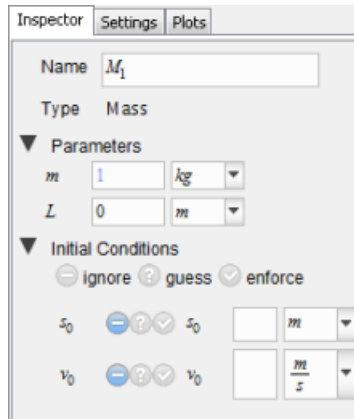 Inspector Settings Plots
Name M₁
Type Mass
Parameters
m 1 kg
L 0 m
Initial Conditions
ignore ? guess enforce
s₀ ? s₀ m
v₀ ? v₀ m/s